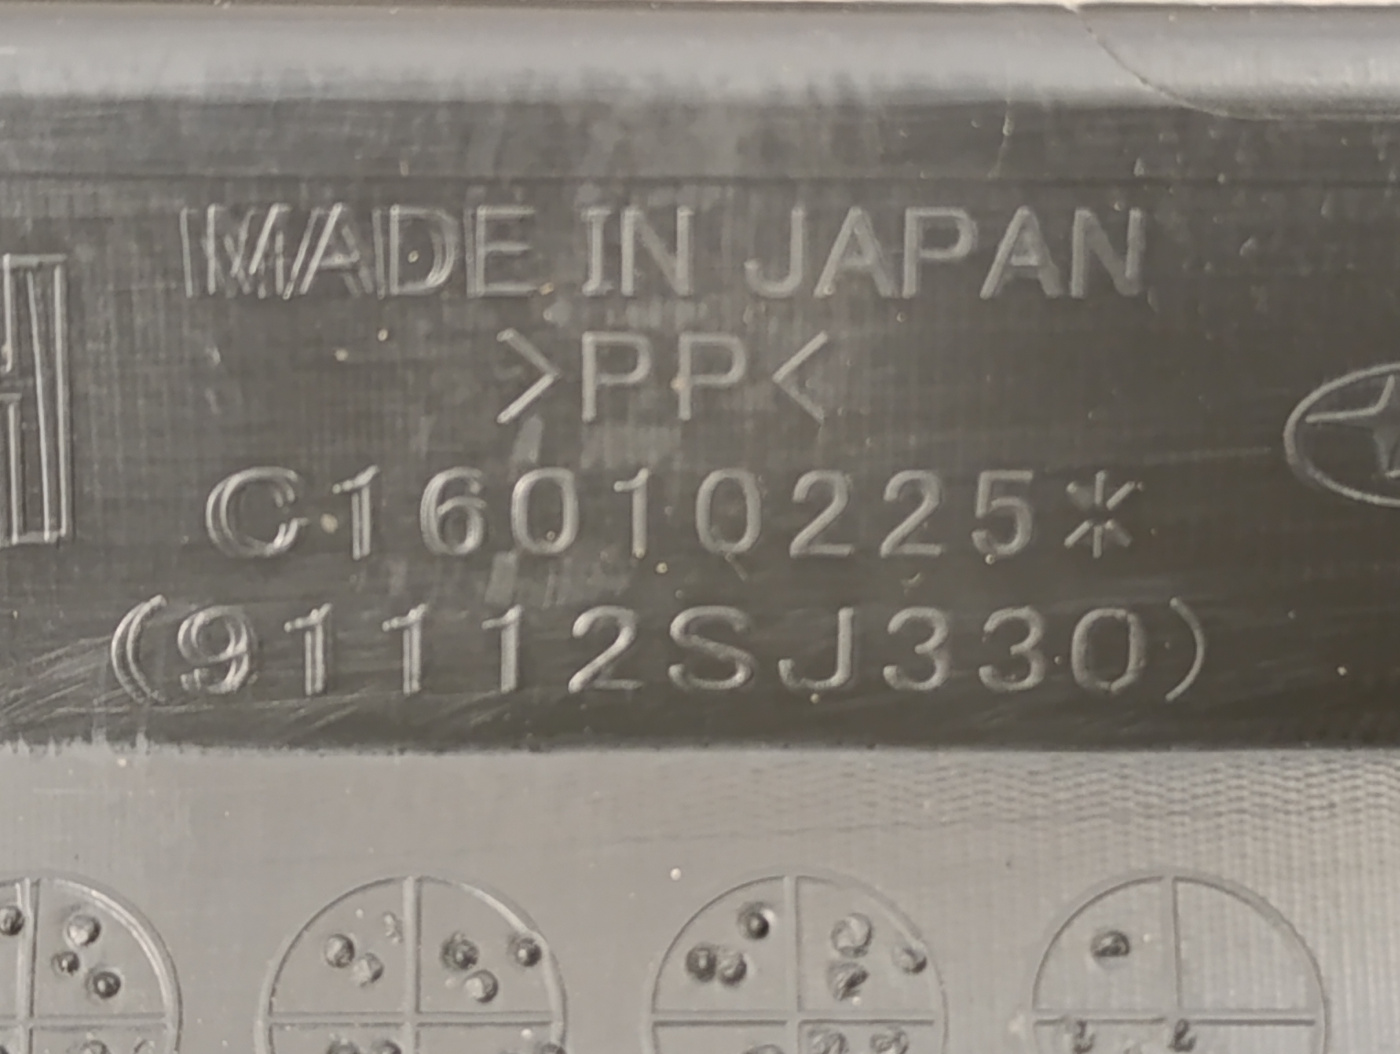 MADE IN JAPAN
>PP<
C16010225*
(91112SJ330)